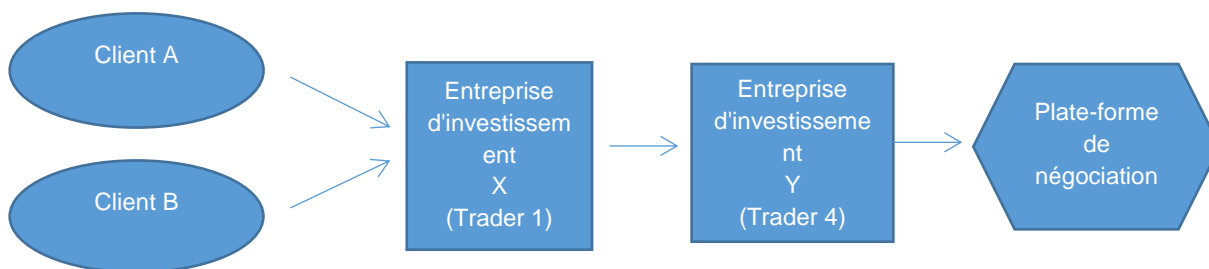 Client A
Client B
Entreprise
d'investissem
ent
X
(Trader 1)
Entreprise
d'investisseme
nt
Y
(Trader 4)
Plate-forme
de
négociation